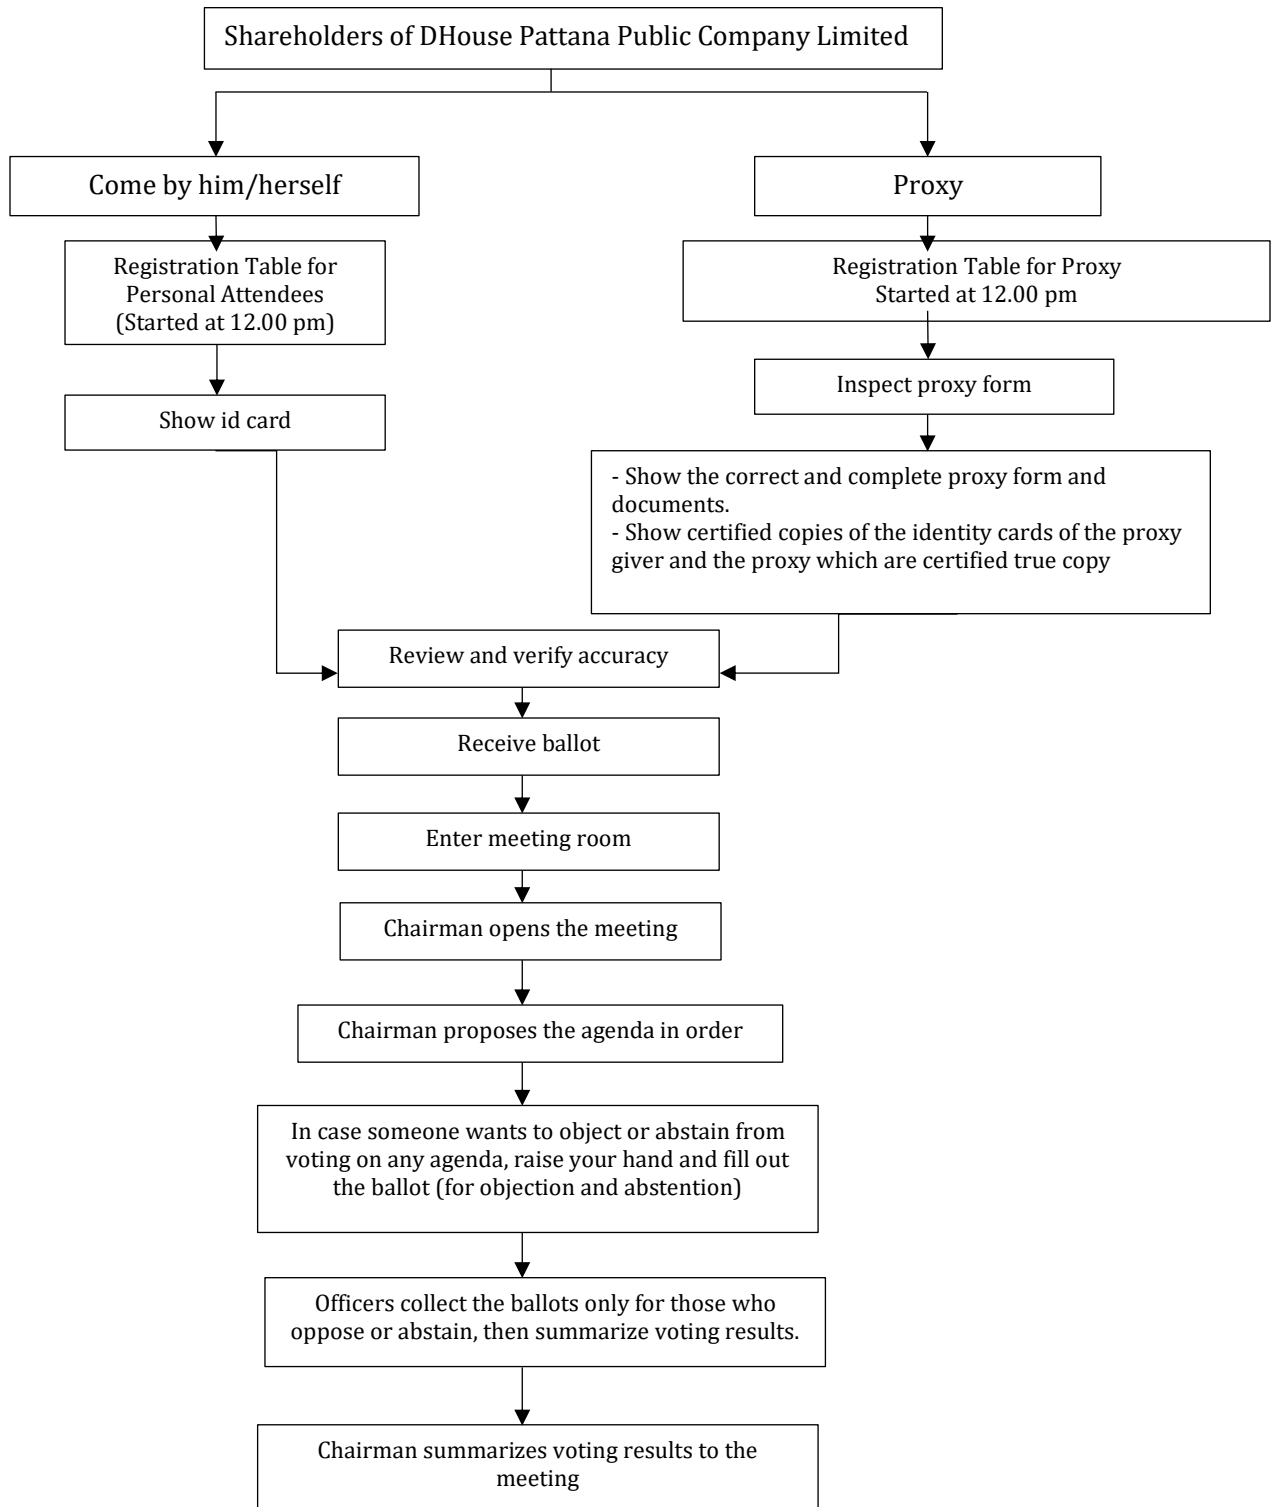 Shareholders of DHouse Pattana Public Company Limited
Come by him/herself
Proxy
Registration Table for
Personal Attendees
(Started at 12.00 pm)
Registration Table for Proxy
Started at 12.00 pm
Show id card
Inspect proxy form
- Show the correct and complete proxy form and
documents.
- Show certified copies of the identity cards of the proxy
giver and the proxy which are certified true copy
Review and verify accuracy
Receive ballot
Enter meeting room
Chairman opens the meeting
Chairman proposes the agenda in order
In case someone wants to object or abstain from
voting on any agenda, raise your hand and fill out
the ballot (for objection and abstention)
Officers collect the ballots only for those who
oppose or abstain, then summarize voting results.
Chairman summarizes voting results to the
meeting